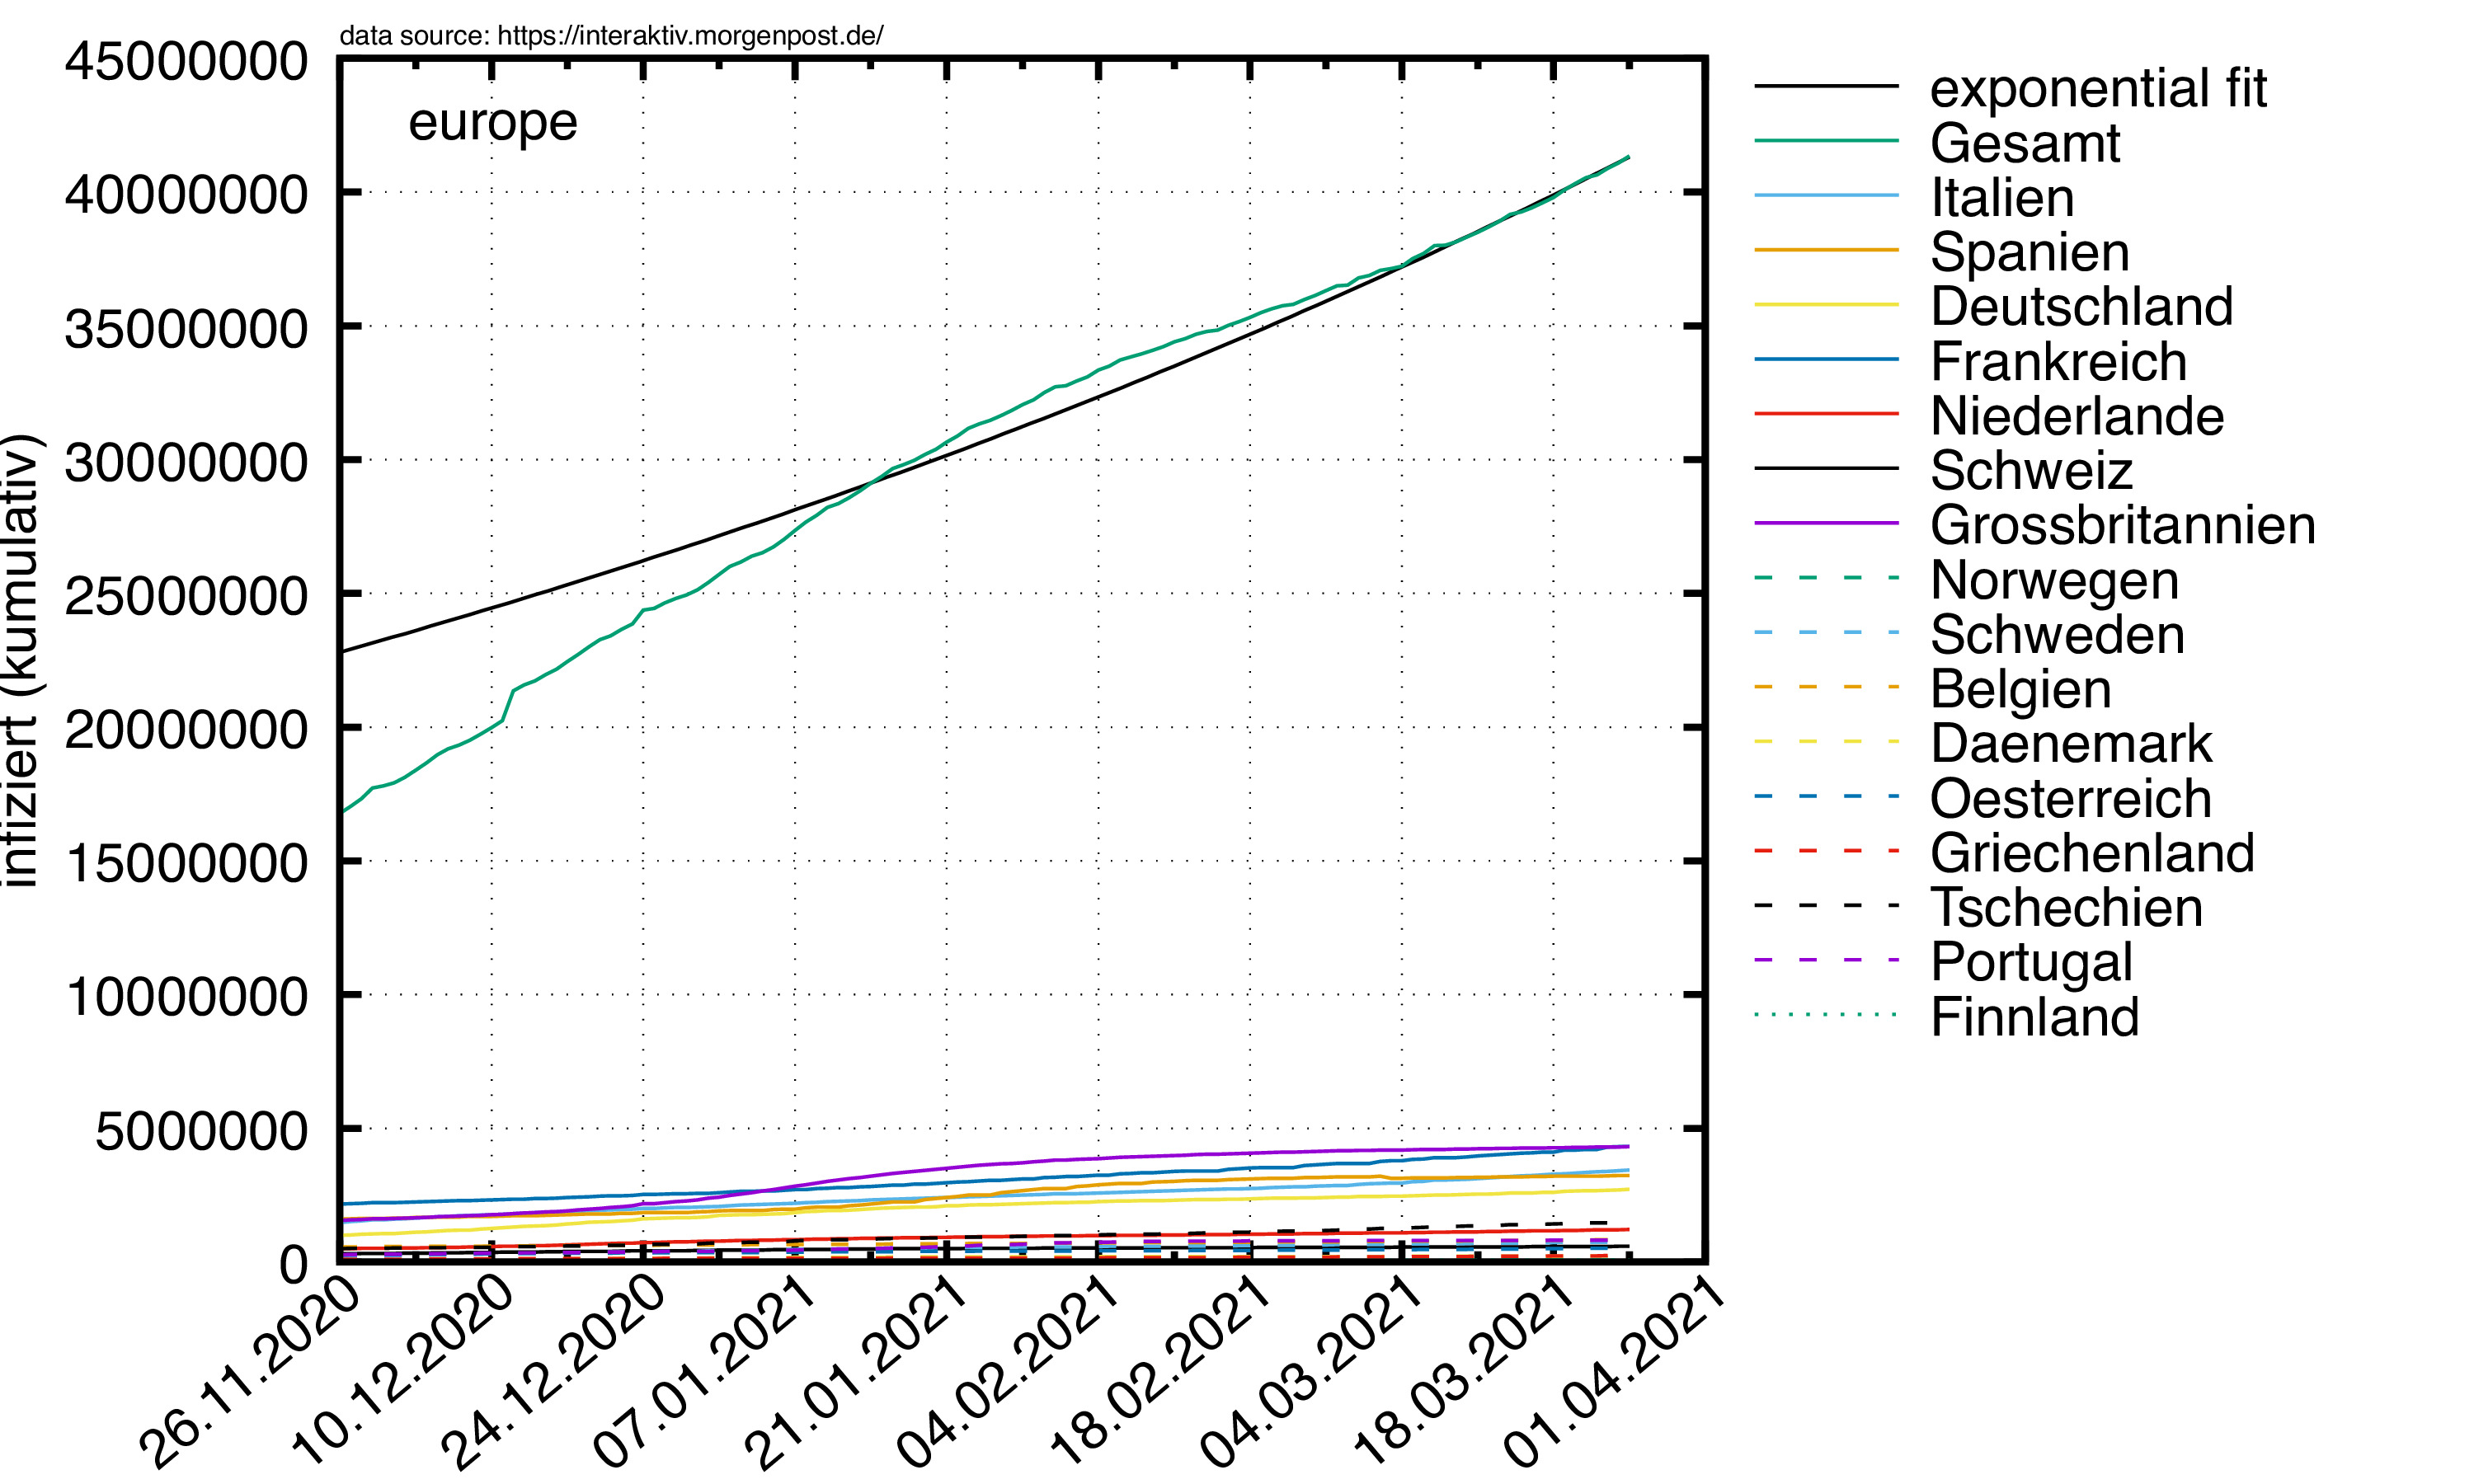 data source: https://interaktiv.morgenpost.de/
45000000
40000000
35000000
30000000
25000000
20000000
15000000
10000000
5000000
0
infiziert (kumulativ)
europe
26.11.2020
10.12.2020
24.12.2020
07.01.2021
21.01.2021
04.02.2021
18.02.2021
04.03.2021
18.03.2021
01.04.2021
exponential fit
Gesamt
Italien
Spanien
Deutschland
Frankreich
Niederlande
Schweiz
Grossbritannien
Norwegen
Schweden
Belgien
Daenemark
Oesterreich
Griechenland
Tschechien
Portugal
Finnland